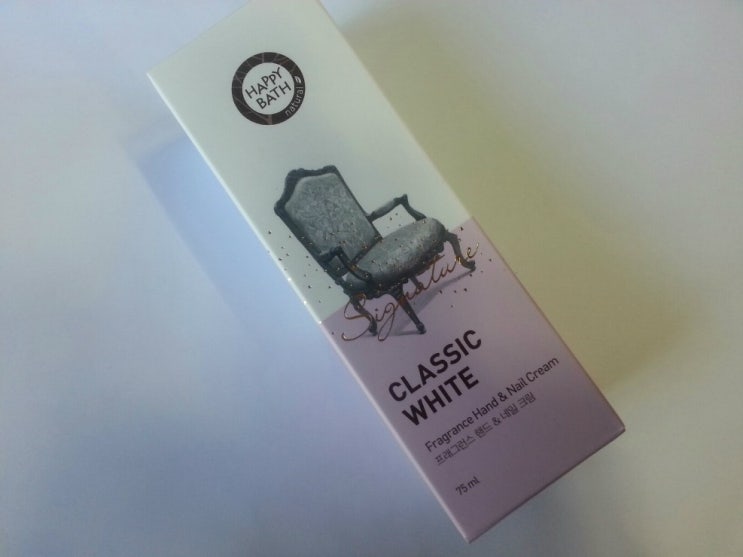 HAPPY
BATH
natural
Signature
CLASSIC
WHITE
Fragrance Hand & Nail Cream
프래그런스 핸드 & 네일 크림
75 ml